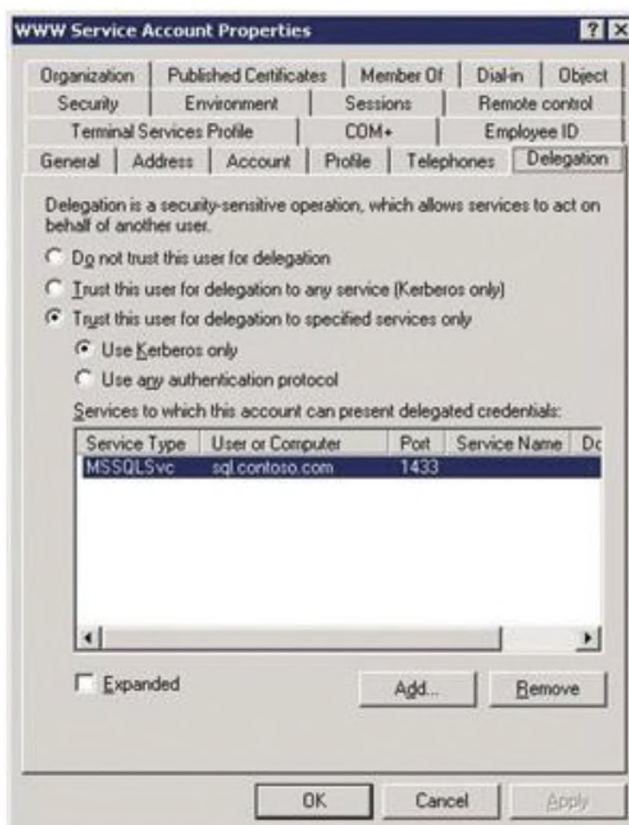 WWW Service Account Properties
Organization Published Certificates Member Of Dial-in Object
Security Environment Sessions Remote control
Terminal Services Profile COM+ Employee ID
General Address Account Profile Telephones Delegation
Delegation is a security-sensitive operation, which allows services to act on
behalf of another user.
Do not trust this user for delegation
Trust this user for delegation to any service (Kerberos only)
Trust this user for delegation to specified services only
Use Kerberos only
Use any authentication protocol
Services to which this account can present delegated credentials:
Service Type User or Computer Port Service Name Dc
MSSQLSvc sql.contoso.com 1433
Expanded Add... Remove
OK Cancel Apply